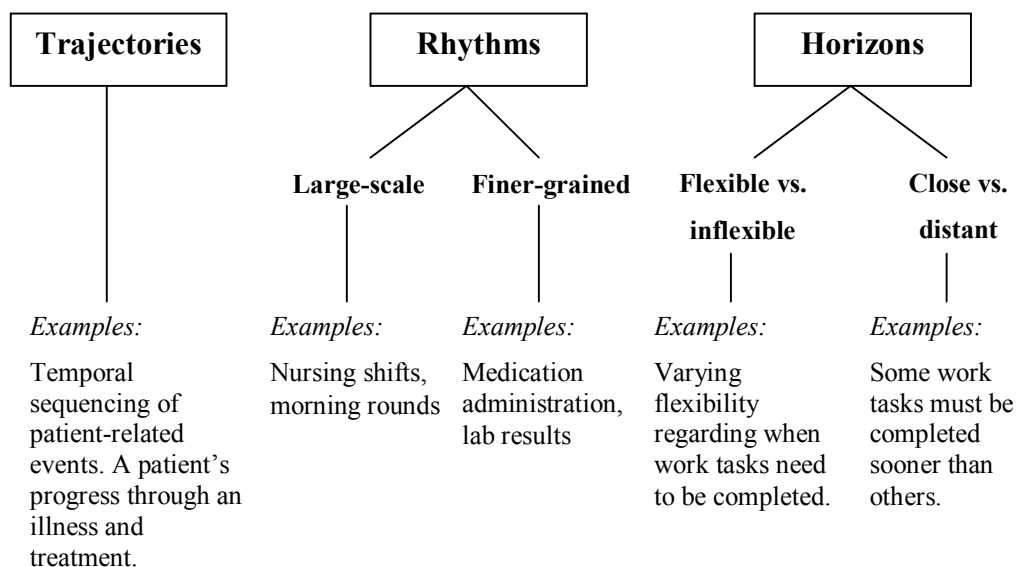 Trajectories
Rhythms
Horizons
Large-scale
Finer-grained
Flexible vs.
inflexible
Close vs.
distant
Examples:
Temporal
sequencing of
patient-related
events. A patient’s
progress through an
illness and
treatment.
Examples:
Nursing shifts,
morning rounds
Examples:
Medication
administration,
lab results
Examples:
Varying
flexibility
regarding when
work tasks need
to be completed.
Examples:
Some work
tasks must be
completed
sooner than
others.